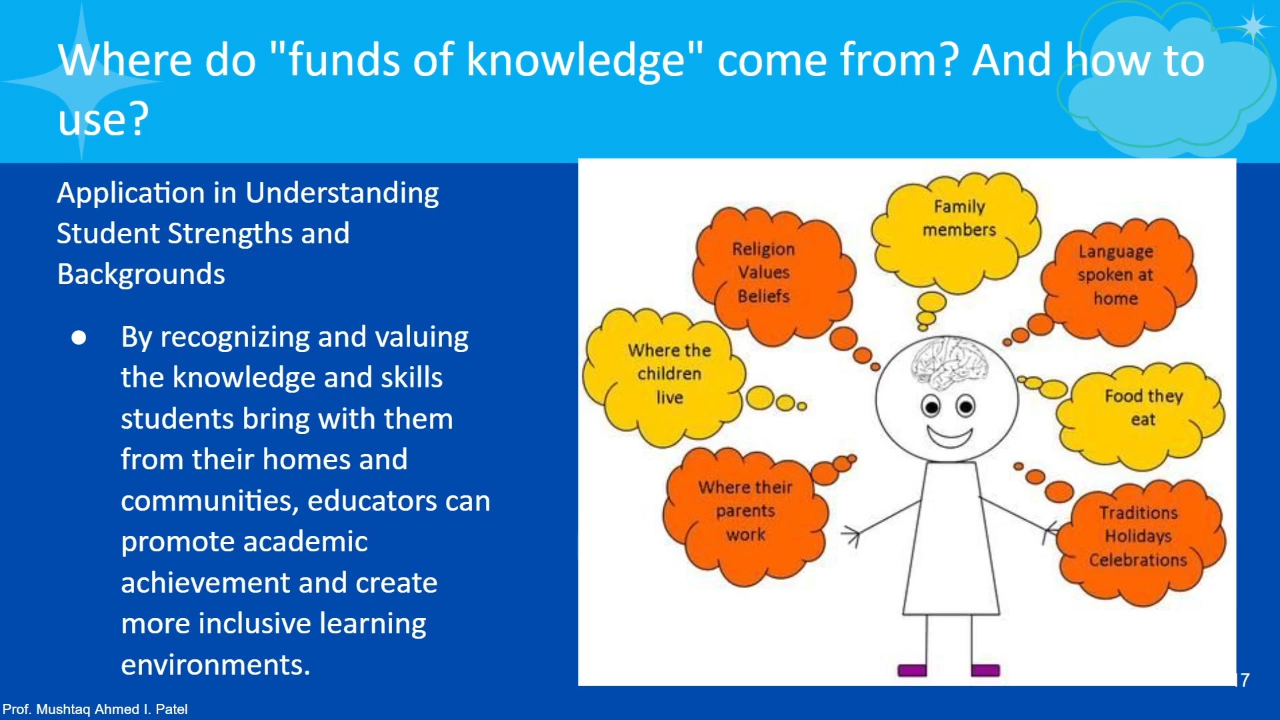 Where do "funds of knowledge" come from? And how to
use?
Application in Understanding
Student Strengths and
Backgrounds
● By recognizing and valuing
the knowledge and skills
students bring with them
from their homes and
communities, educators can
promote academic
achievement and create
more inclusive learning
environments.
Family
members
Religion
Values
Beliefs
Language
spoken at
home
Where the
children
live
Food they
eat
Where their
parents
work
Traditions
Holidays
Celebrations
17
Prof. Mushtaq Ahmed I. Patel